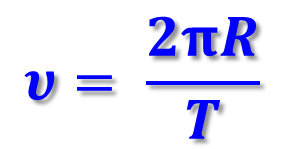 υ = 2πR / T